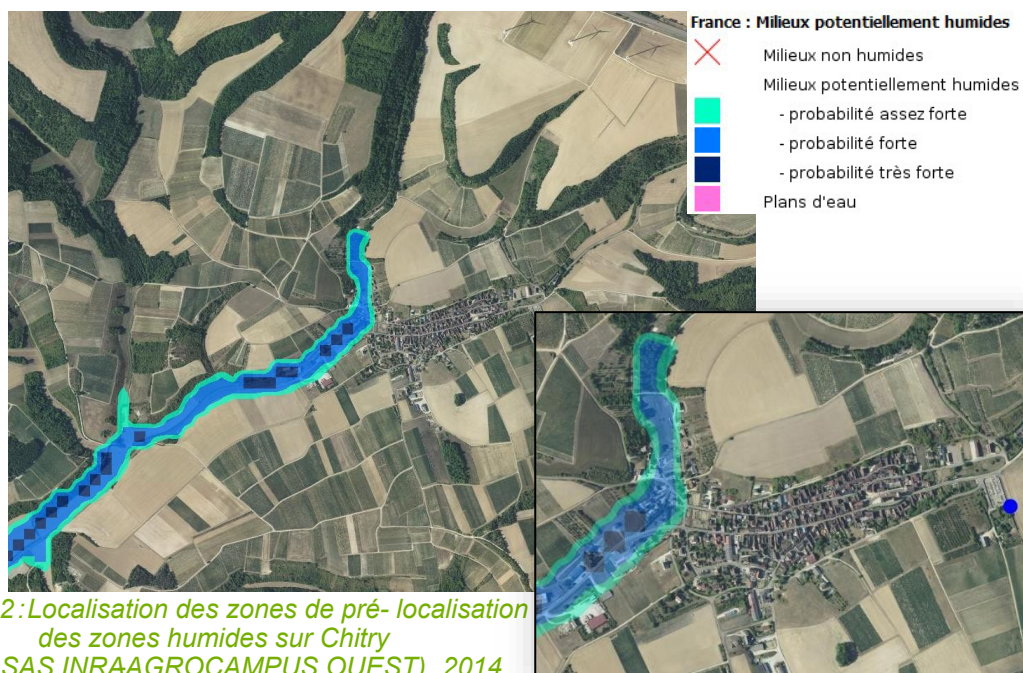 France : Milieux potentiellement humides
Milieux non humides
Milieux potentiellement humides
- probabilité assez forte
- probabilité forte
- probabilité très forte
Plans d'eau
2:Localisation des zones de pré- localisation
des zones humides sur Chitry
SAS INRAAGROCAMPUS OUEST), 2014